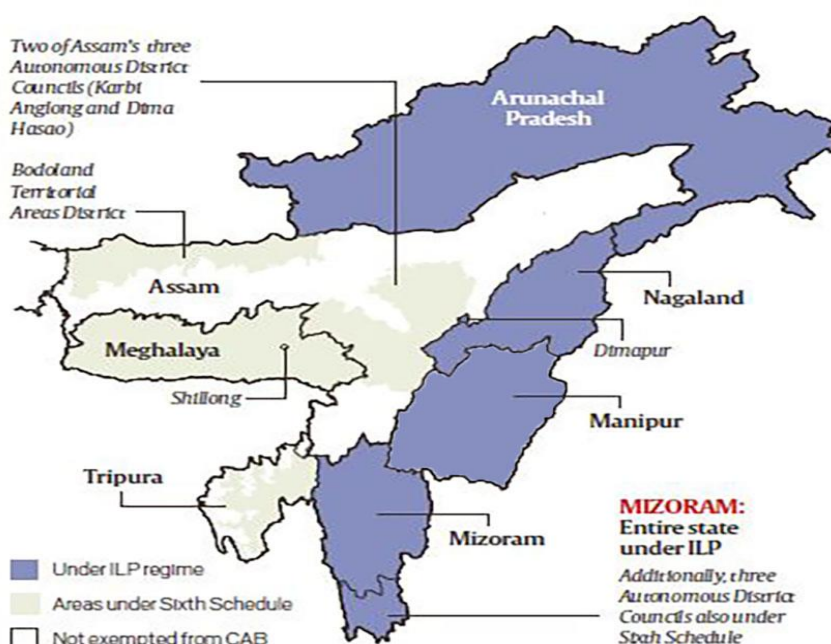 Two of Assam's three
Autonomous District
Councils (Karbi
Anglong and Dima
Hasao)
Arunachal
Pradesh
Bodoland
Territorial
Areas District
Assam
Nagaland
Meghalaya
Dimapur
Shillong
Manipur
Tripura
Mizoram
MIZORAM:
Entire state
under ILP
Additionally, three
Autonomous District
Councils also under
Sixth Schedule
Under ILP regime
Areas under Sixth Schedule
Not exempted from CAB